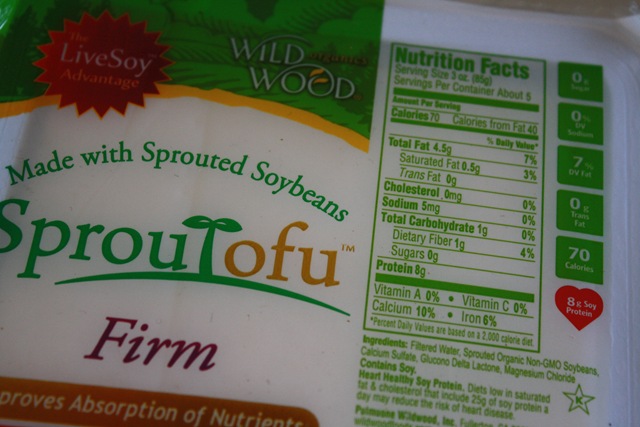 The
LiveSoy
Advantage
WILD
WOOD
organics
Made with Sprouted Soybeans
SprouTofu™
Firm
proves Absorption of Nutrients
Nutrition Facts
Serving Size 3 oz. (85g)
Servings Per Container About 5
Amount Per Serving
Calories 70 Calories from Fat 40
% Daily Value*
Total Fat 4.5g 7%
Saturated Fat 0.5g 3%
Trans Fat 0g
Cholesterol 0mg 0%
Sodium 5mg 0%
Total Carbohydrate 1g 0%
Dietary Fiber 1g 4%
Sugars 0g
Protein 8g
Vitamin A 0% • Vitamin C 0%
Calcium 10% • Iron 6%
*Percent Daily Values are based on a 2,000 calorie diet.
Ingredients: Filtered Water, Sprouted Organic Non-GMO Soybeans,
Calcium Sulfate, Glucono Delta Lactone, Magnesium Chloride
Contains Soy.
Heart Healthy Soy Protein. Diets low in saturated
fat & cholesterol that include 25g of soy protein a
day may reduce the risk of heart disease.
Pulmuone Wildwood, Inc.
0g
Sugar
0%
DV
Sodium
7%
DV Fat
0g
Trans
Fat
70
Calories
8g Soy
Protein
K